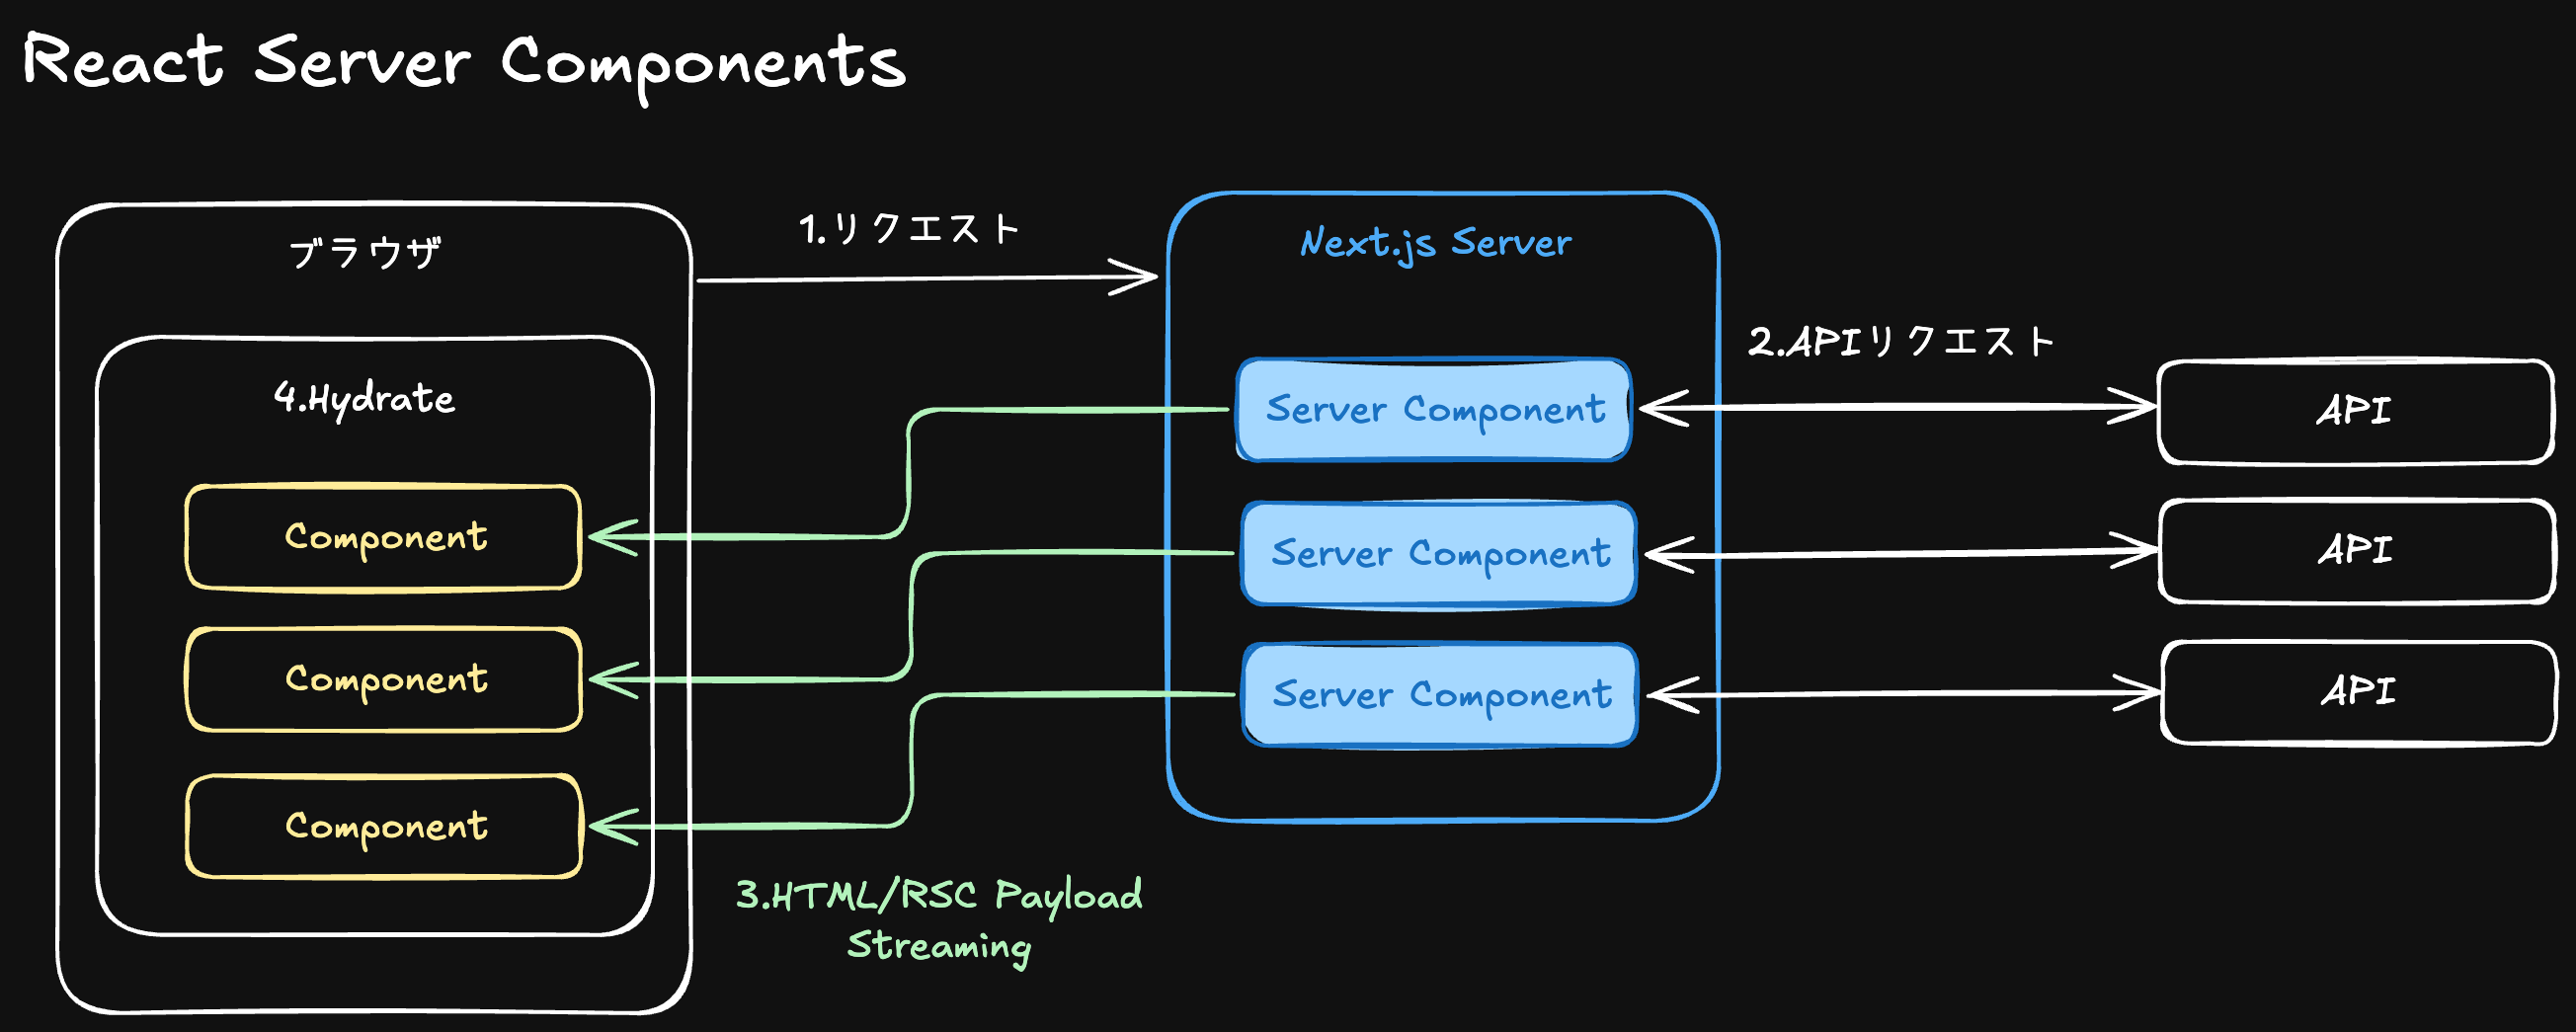 React Server Components
ブラウザ
1.リクエスト
Next.js Server
2.APIリクエスト
4.Hydrate
Server Component
API
Component
Server Component
API
Component
Server Component
API
Component
3.HTML/RSC Payload
Streaming